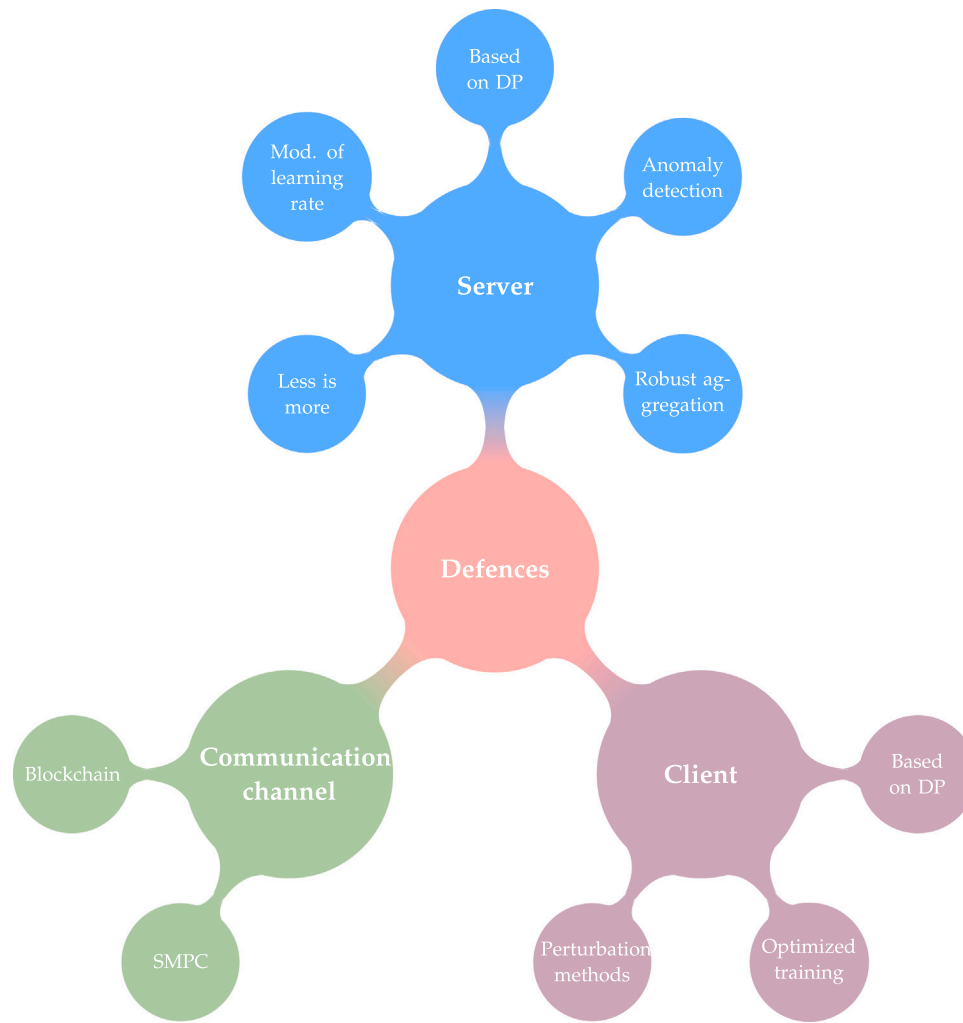 Based
on DP
Mod. of
learning
rate
Anomaly
detection
Server
Less is
more
Robust ag-
gregation
Defences
Communication
channel
Blockchain
SMPC
Client
Based
on DP
Perturbation
methods
Optimized
training